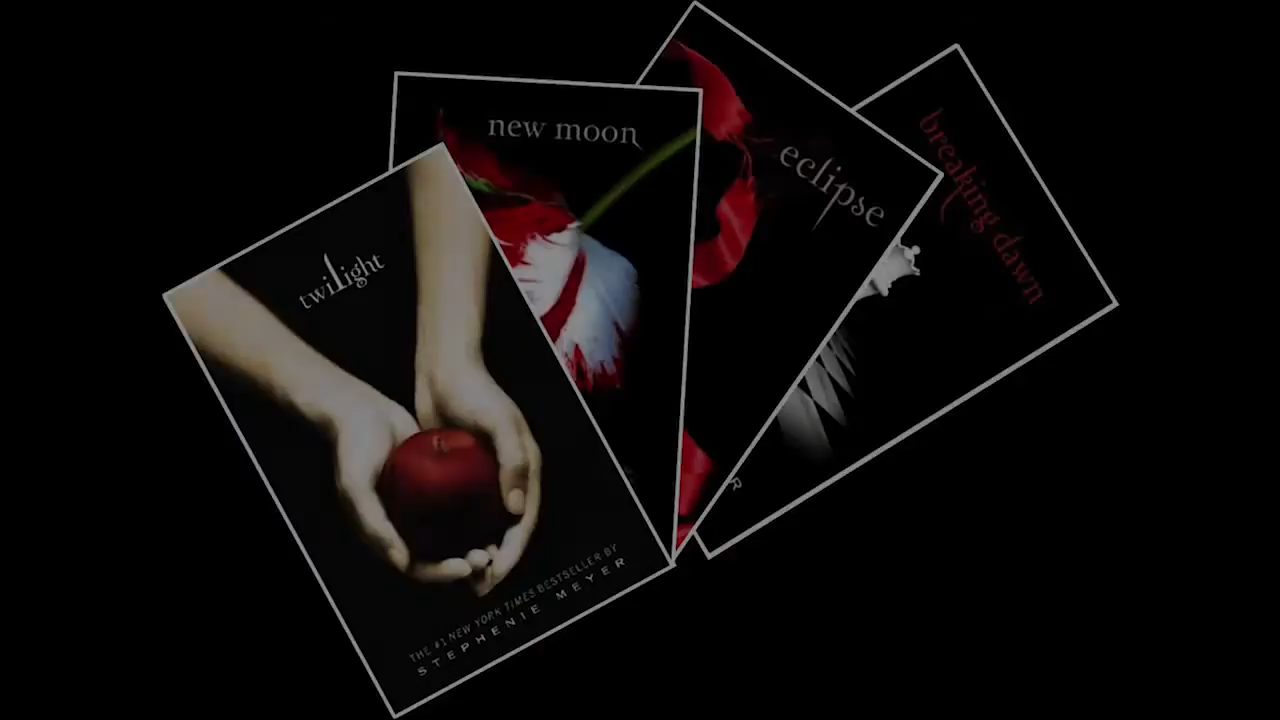 twilight
THE #1 NEW YORK TIMES BESTSELLER BY
STEPHENIE MEYER
new moon
eclipse
breaking dawn
R